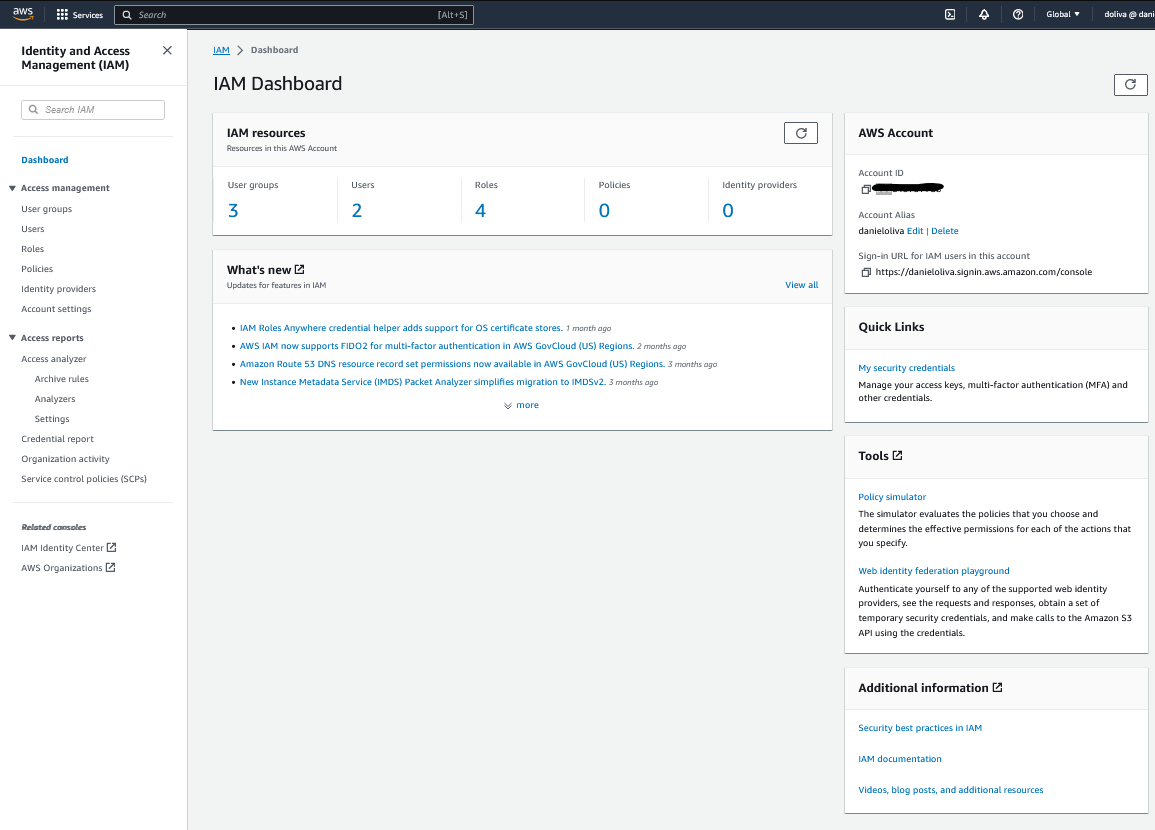 aws
Services
Search
[Alt+S]
Global
doliva @ dani
Identity and Access
Management (IAM)
Search IAM
Dashboard
Access management
User groups
Users
Roles
Policies
Identity providers
Account settings
Access reports
Access analyzer
Archive rules
Analyzers
Settings
Credential report
Organization activity
Service control policies (SCPs)
Related consoles
IAM Identity Center
AWS Organizations
IAM > Dashboard
IAM Dashboard
IAM resources
Resources in this AWS Account
User groups
3
Users
2
Roles
4
Policies
0
Identity providers
0
What's new
Updates for features in IAM
View all
IAM Roles Anywhere credential helper adds support for OS certificate stores. 1 month ago
AWS IAM now supports FIDO2 for multi-factor authentication in AWS GovCloud (US) Regions. 2 months ago
Amazon Route 53 DNS resource record set permissions now available in AWS GovCloud (US) Regions. 3 months ago
New Instance Metadata Service (IMDS) Packet Analyzer simplifies migration to IMDSv2. 3 months ago
more
AWS Account
Account ID
Account Alias
danieloliva Edit | Delete
Sign-in URL for IAM users in this account
https://danieloliva.signin.aws.amazon.com/console
Quick Links
My security credentials
Manage your access keys, multi-factor authentication (MFA) and
other credentials.
Tools
Policy simulator
The simulator evaluates the policies that you choose and
determines the effective permissions for each of the actions that
you specify.
Web identity federation playground
Authenticate yourself to any of the supported web identity
providers, see the requests and responses, obtain a set of
temporary security credentials, and make calls to the Amazon S3
API using the credentials.
Additional information
Security best practices in IAM
IAM documentation
Videos, blog posts, and additional resources